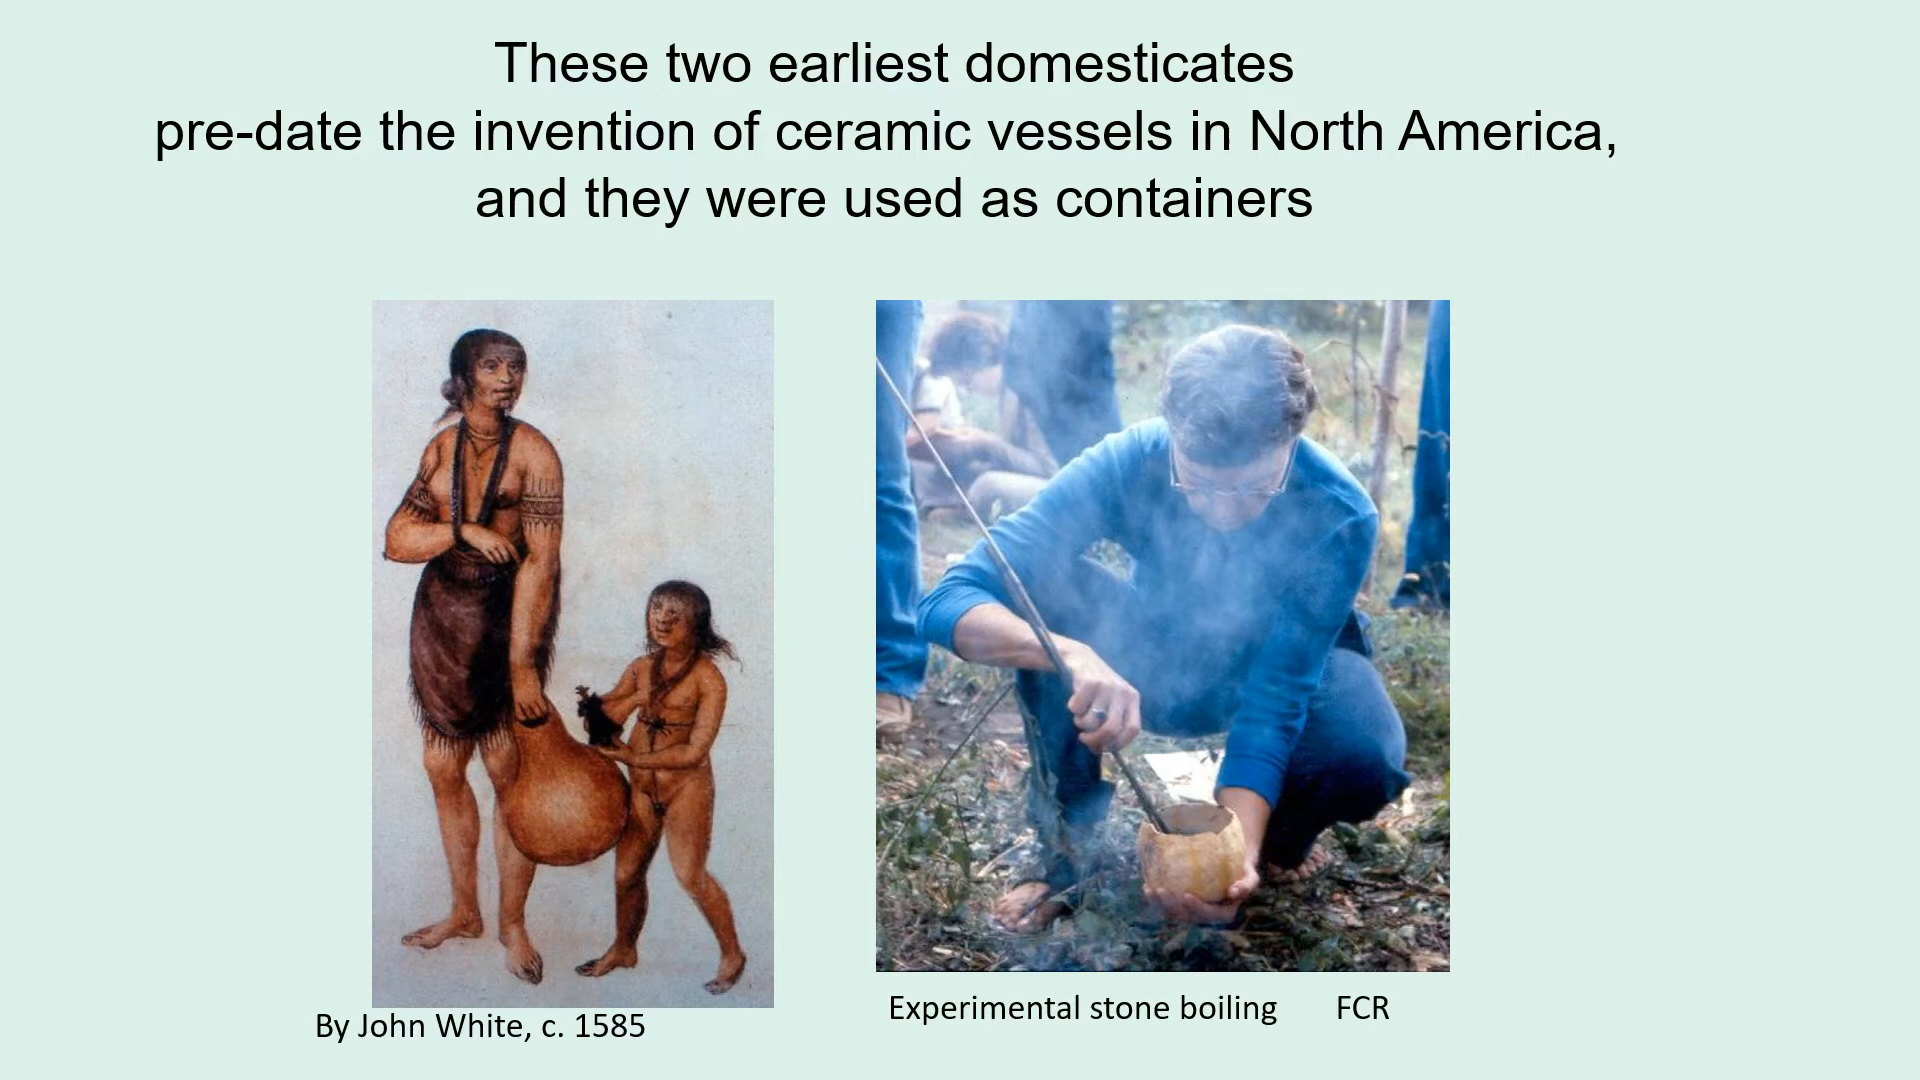 These two earliest domesticates
pre-date the invention of ceramic vessels in North America,
and they were used as containers
By John White, c. 1585
Experimental stone boiling FCR